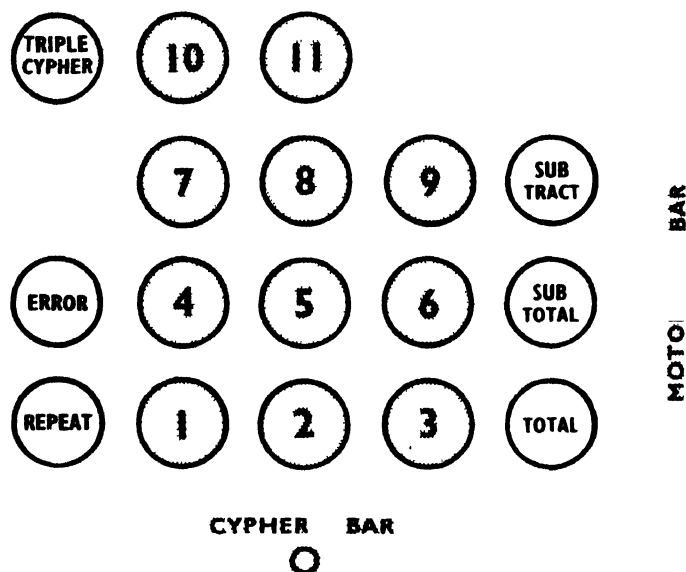 TRIPLE
CYPHER
10
11
7
8
9
SUB
TRACT
ERROR
4
5
6
SUB
TOTAL
REPEAT
1
2
3
TOTAL
MOTO BAR
CYPHER BAR
O